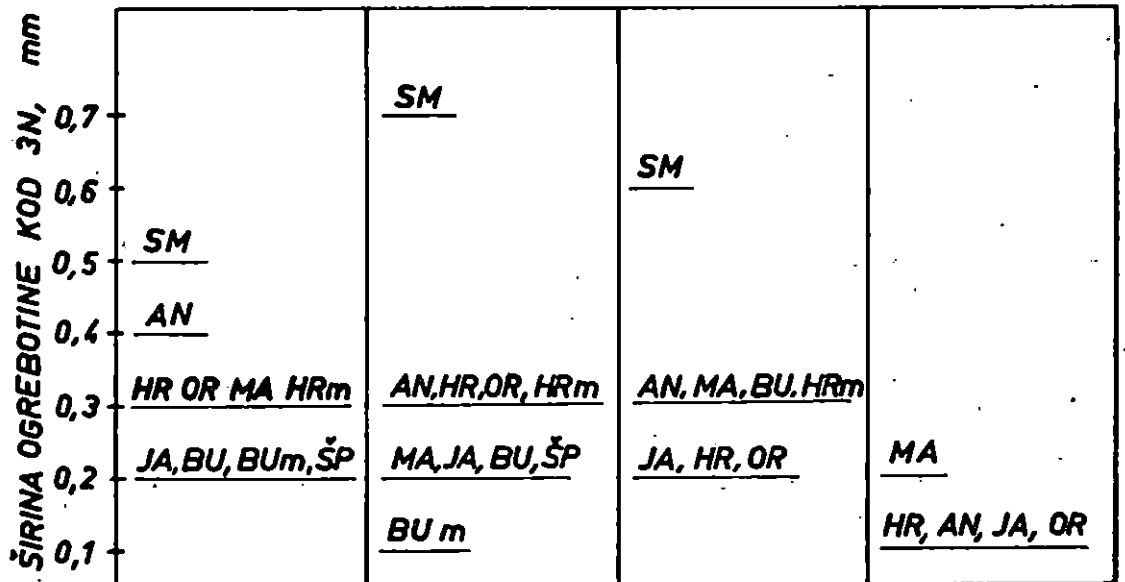 ŠIRINA OGREBOTINE KOD 3N, mm
0,7
0,6
0,5
0,4
0,3
0,2
0,1
SM
AN
HR OR MA HRm
JA, BU, BUm, ŠP
SM
AN,HR,OR, HRm
MA,JA, BU,ŠP
BU m
SM
AN, MA, BU. HRm
JA, HR, OR
MA
HR, AN, JA, OR